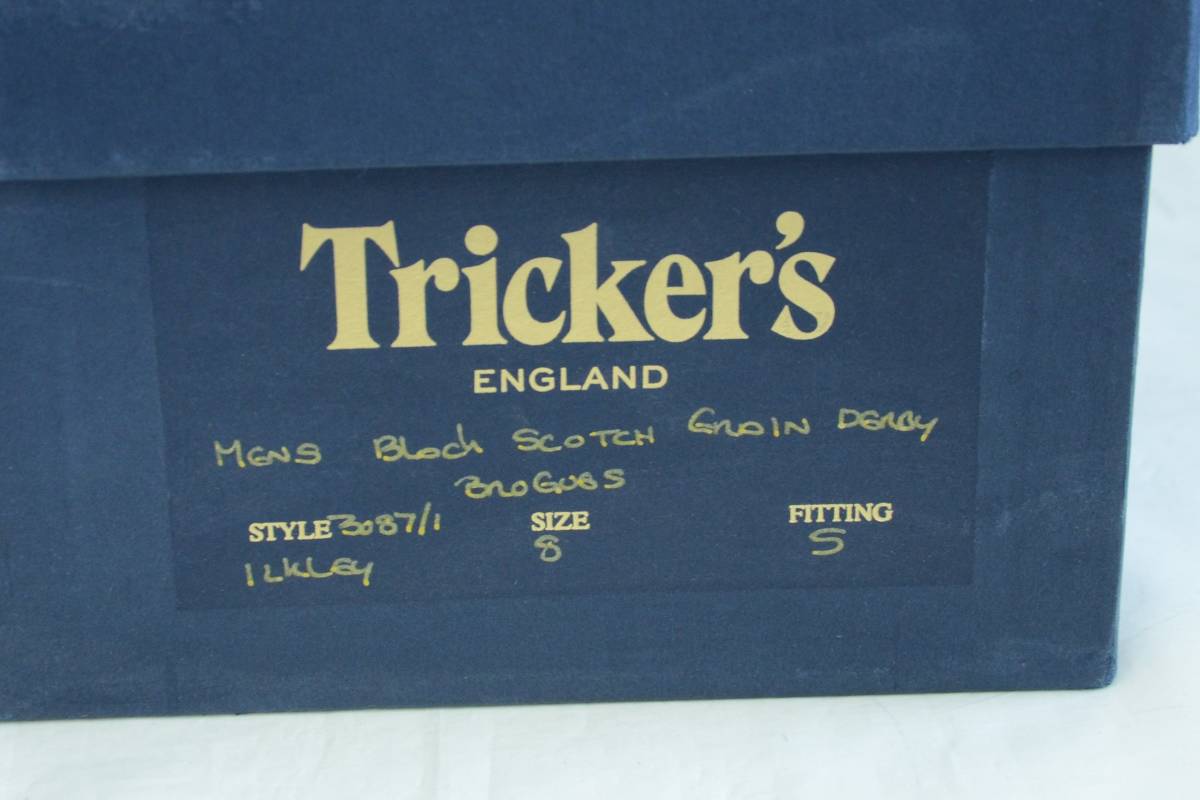 Tricker's
ENGLAND
MENS Black SCOTCH GRAIN DERBY
BROGUES
STYLE 3087/1 SIZE FITTING
ILKLEY 8 5